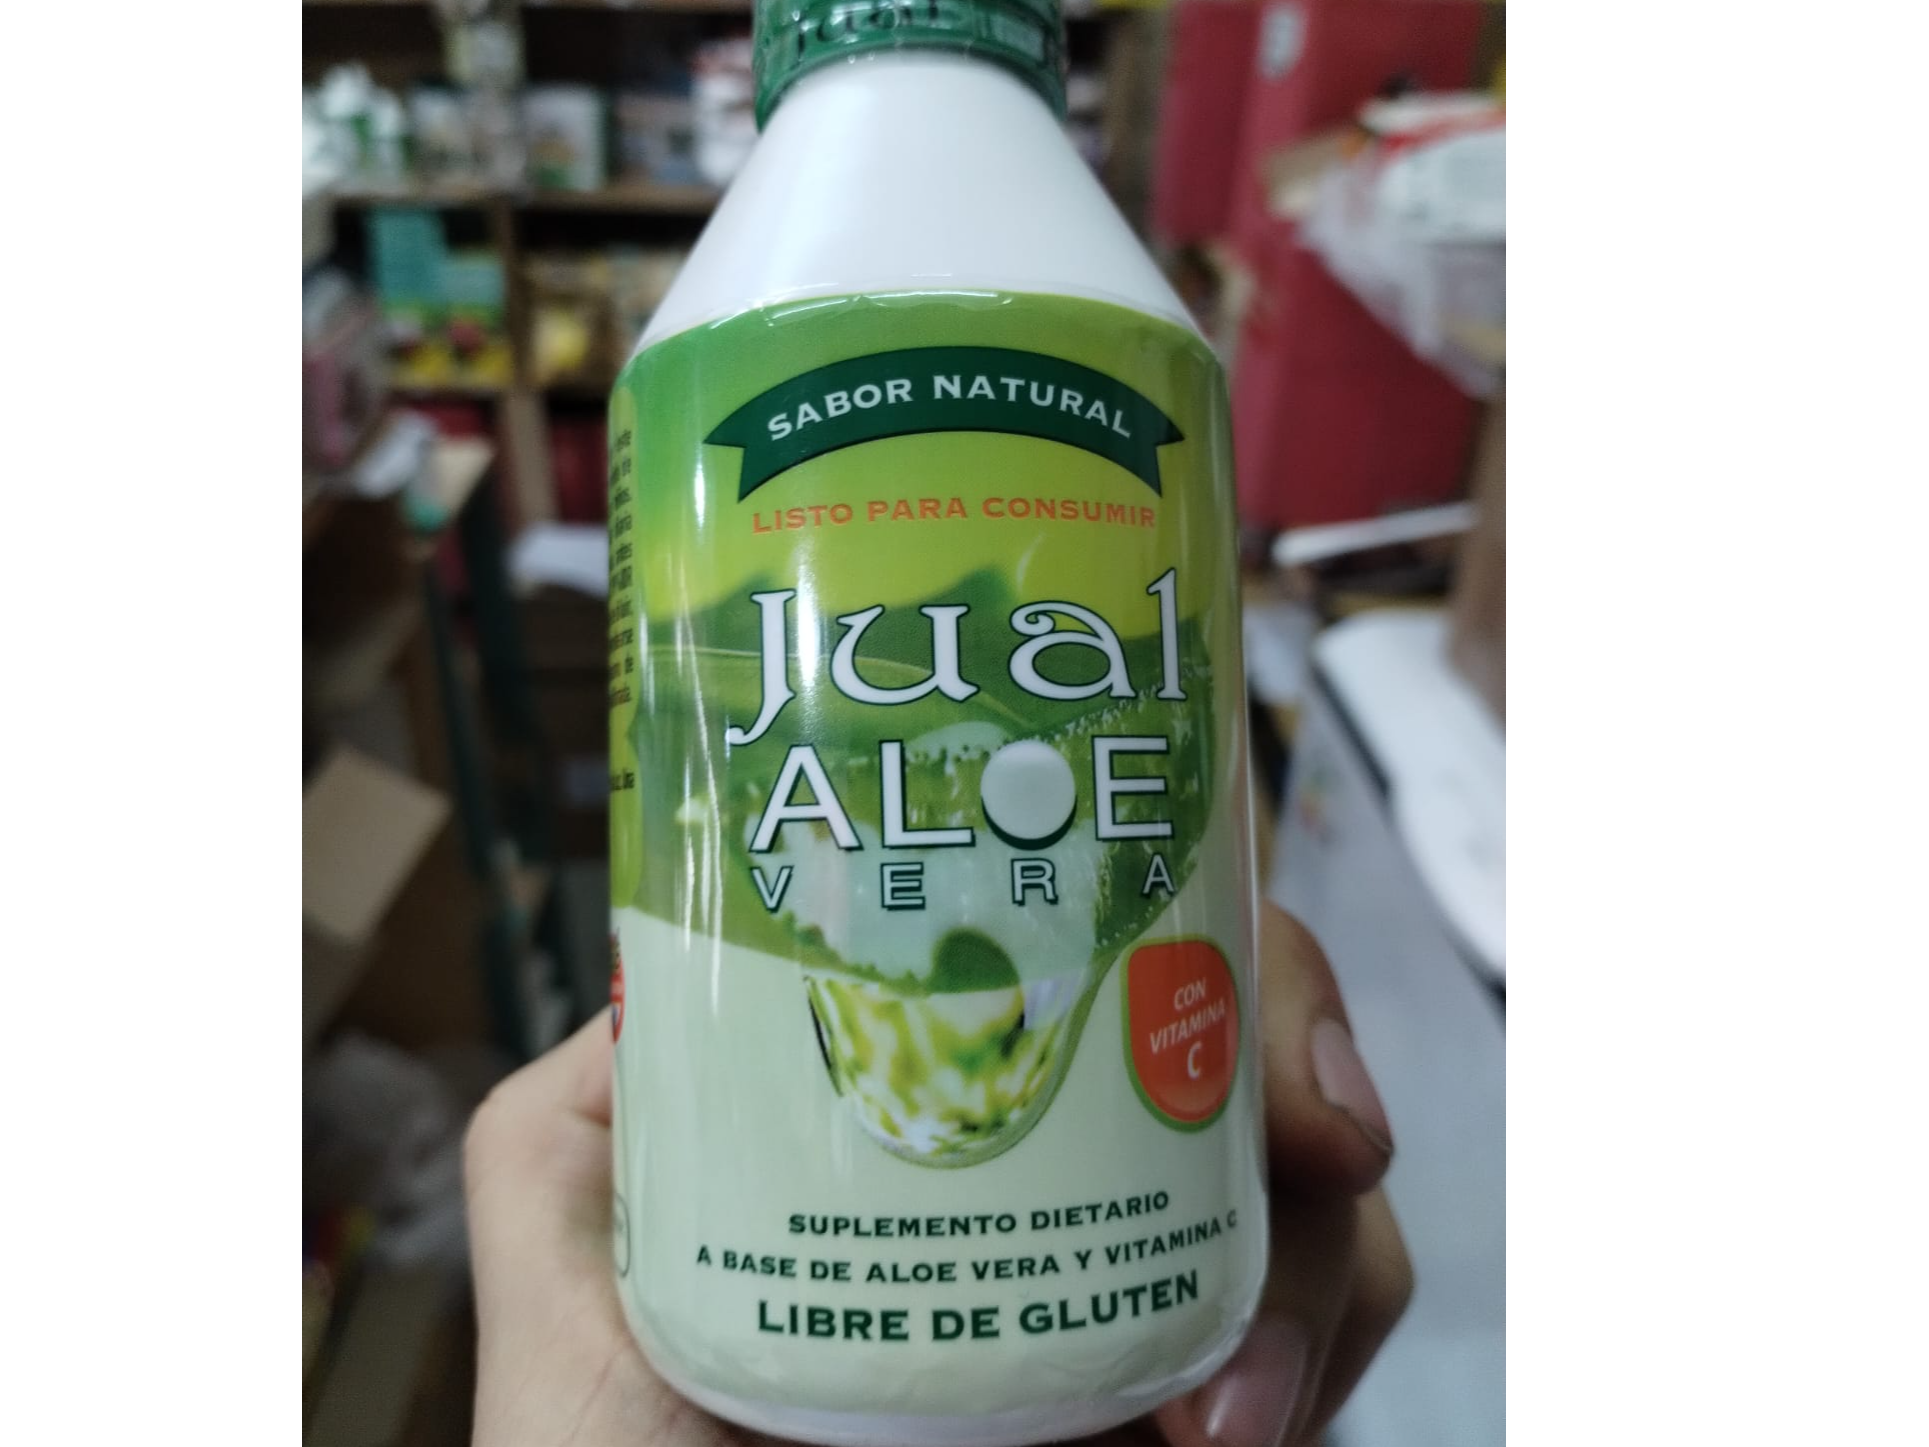 Jual
SABOR NATURAL
LISTO PARA CONSUMIR
Jual
ALOE
VERA
CON
VITAMINA
C
SUPLEMENTO DIETARIO
A BASE DE ALOE VERA Y VITAMINA C
LIBRE DE GLUTEN